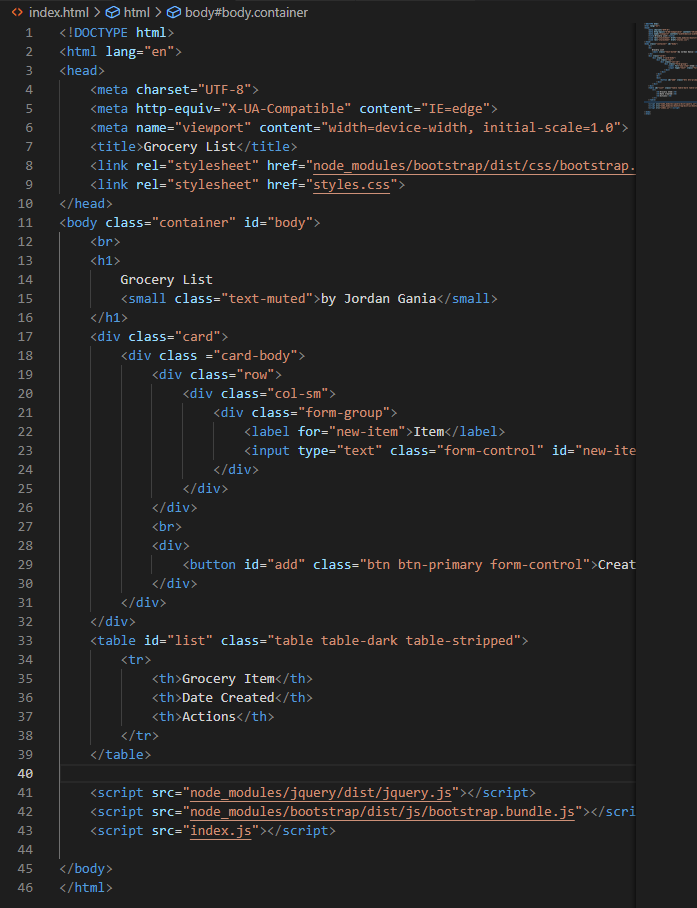 index.html > html > body#body.container
1 <!DOCTYPE html>
2 <html lang="en">
3 <head>
4     <meta charset="UTF-8">
5     <meta http-equiv="X-UA-Compatible" content="IE=edge">
6     <meta name="viewport" content="width=device-width, initial-scale=1.0">
7     <title>Grocery List</title>
8     <link rel="stylesheet" href="node_modules/bootstrap/dist/css/bootstrap.
9     <link rel="stylesheet" href="styles.css">
10 </head>
11 <body class="container" id="body">
12     <br>
13     <h1>
14         Grocery List
15         <small class="text-muted">by Jordan Gania</small>
16     </h1>
17     <div class="card">
18         <div class ="card-body">
19             <div class="row">
20                 <div class="col-sm">
21                     <div class="form-group">
22                         <label for="new-item">Item</label>
23                         <input type="text" class="form-control" id="new-ite
24                     </div>
25                 </div>
26             </div>
27             <br>
28             <div>
29                 <button id="add" class="btn btn-primary form-control">Creat
30             </div>
31         </div>
32     </div>
33     <table id="list" class="table table-dark table-stripped">
34         <tr>
35             <th>Grocery Item</th>
36             <th>Date Created</th>
37             <th>Actions</th>
38         </tr>
39     </table>
40
41     <script src="node_modules/jquery/dist/jquery.js"></script>
42     <script src="node_modules/bootstrap/dist/js/bootstrap.bundle.js"></scri
43     <script src="index.js"></script>
44
45 </body>
46 </html>